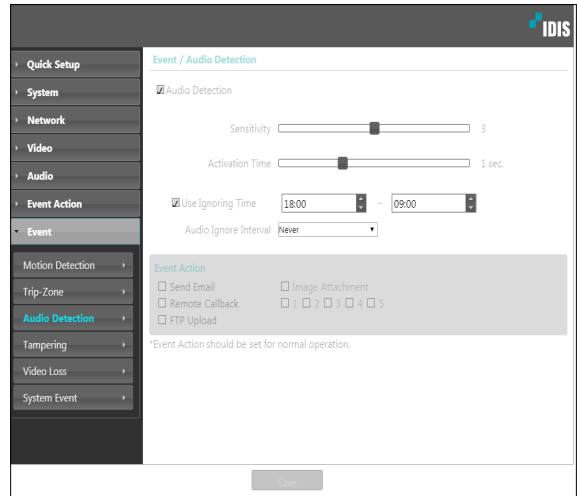 IDIS
Quick Setup
System
Network
Video
Audio
Event Action
Event
Motion Detection
Trip-Zone
Audio Detection
Tampering
Video Loss
System Event
Event / Audio Detection
Audio Detection
Sensitivity 3
Activation Time 1 sec.
Use Ignoring Time 18:00 ~ 09:00
Audio Ignore Interval Never
Event Action
Send Email Image Attachment
Remote Callback 1 2 3 4 5
FTP Upload
*Event Action should be set for normal operation.
Save